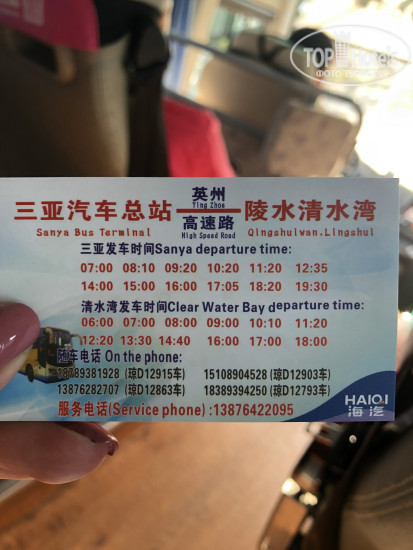 TOP Hotels
ФОТО ТУРИСТОВ
英州
Ying Zhou
三亚汽车总站 陵水清水湾
高速路
Sanya Bus Terminal High Speed Road Qingshuiwan.Lingshui
三亚发车时间Sanya departure time:
07:00 08:10 09:20 10:20 11:20 12:35
14:00 15:00 16:00 17:05 18:20 19:30
清水湾发车时间Clear Water Bay departure time:
06:00 07:00 08:00 09:00 10:10 11:20
12:20 13:30 14:40 16:00 17:00 18:00
随车电话 On the phone:
18789381928 (琼D12915车) 15108904528 (琼D12903车)
13876282707 (琼D12863车) 18389394250 (琼D12793车)
服务电话(Service phone) :13876422095
HAIQI
海汽